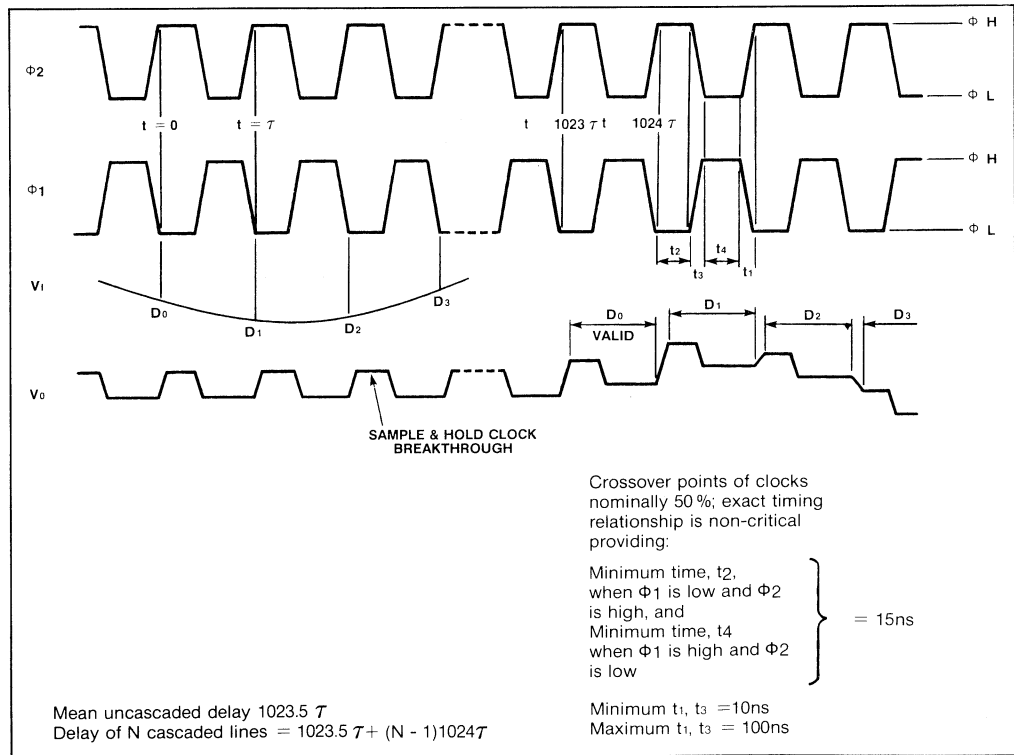 Φ H
Φ2
Φ L
t = 0
t = τ
t 1023 τ
t 1024 τ
Φ H
Φ1
Φ L
t2
t4
t3
t1
VI
D0
D1
D2
D3
D0
VALID
D1
D2
D3
V0
SAMPLE & HOLD CLOCK
BREAKTHROUGH
Crossover points of clocks
nominally 50%; exact timing
relationship is non-critical
providing:
Minimum time, t2,
when Φ1 is low and Φ2
is high, and
Minimum time, t4
when Φ1 is high and Φ2
is low
= 15ns
Minimum t1, t3 =10ns
Maximum t1, t3 = 100ns
Mean uncascaded delay 1023.5 τ
Delay of N cascaded lines = 1023.5 τ + (N - 1)1024τ